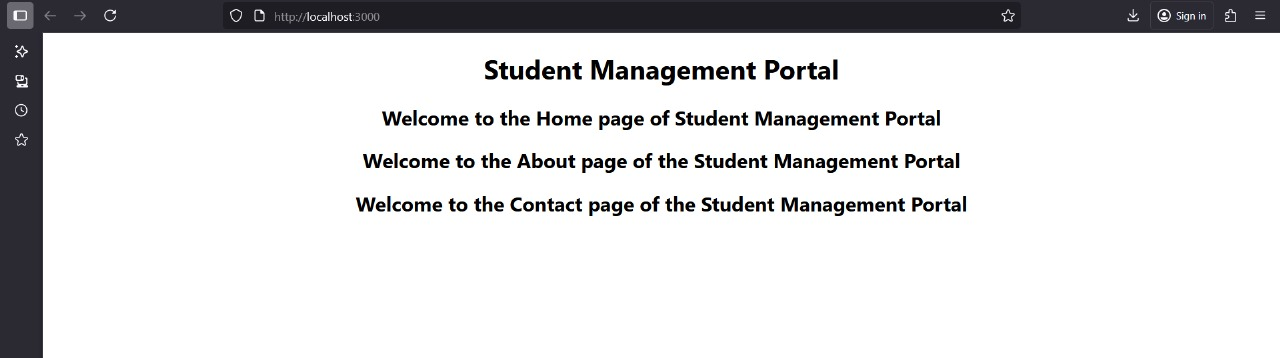 http://localhost:3000
Sign in
Student Management Portal
Welcome to the Home page of Student Management Portal
Welcome to the About page of the Student Management Portal
Welcome to the Contact page of the Student Management Portal